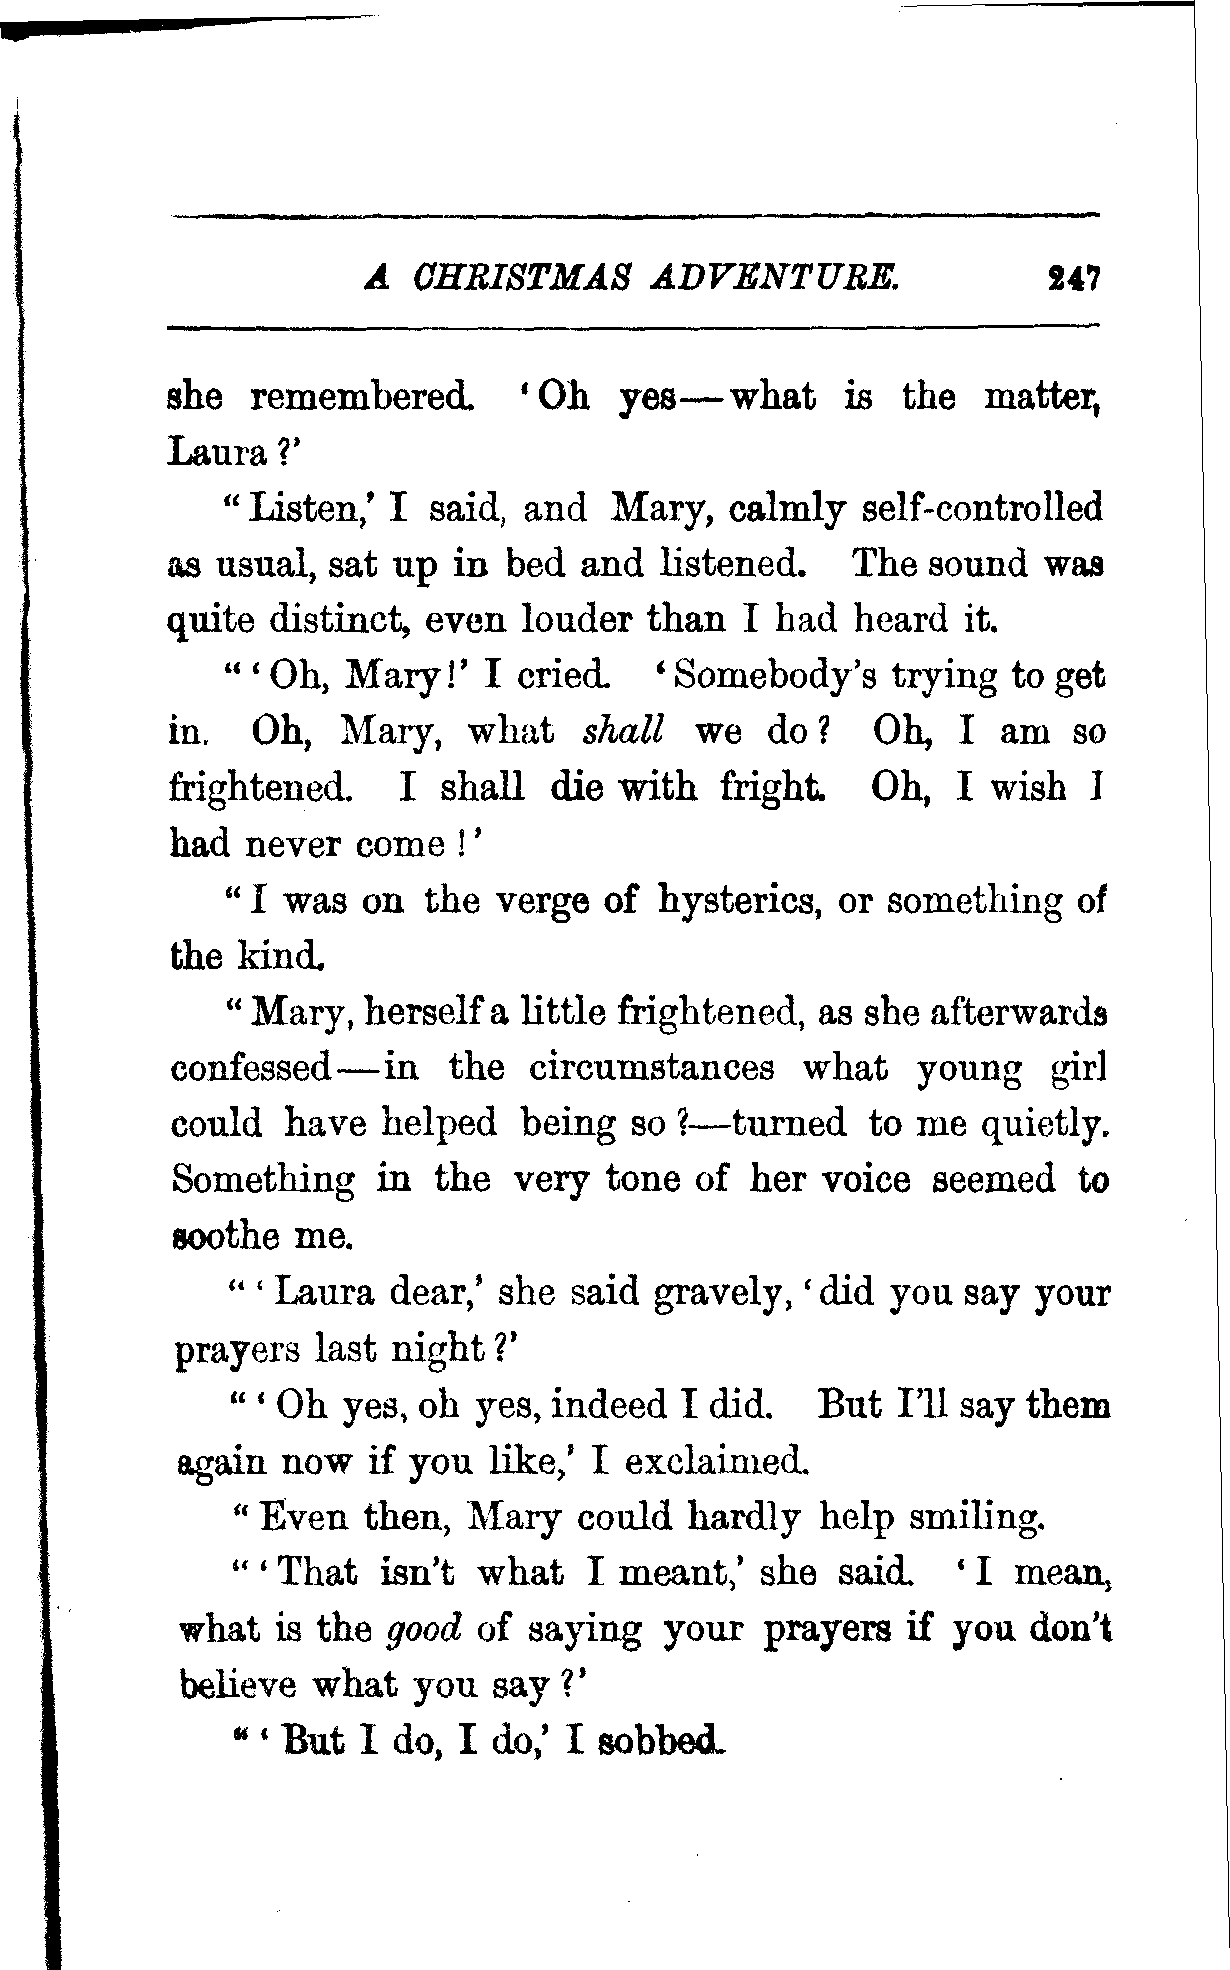 A CHRISTMAS ADVENTURE. 247
she remembered. ‘Oh yes—what is the matter,
Laura?’
“Listen,’ I said, and Mary, calmly self-controlled
as usual, sat up in bed and listened. The sound was
quite distinct, even louder than I had heard it.
“‘Oh, Mary!’ I cried. ‘Somebody’s trying to get
in. Oh, Mary, what shall we do? Oh, I am so
frightened. I shall die with fright. Oh, I wish I
had never come!’
“I was on the verge of hysterics, or something of
the kind.
“Mary, herself a little frightened, as she afterwards
confessed—in the circumstances what young girl
could have helped being so?—turned to me quietly.
Something in the very tone of her voice seemed to
soothe me.
“‘Laura dear,’ she said gravely, ‘did you say your
prayers last night?’
“‘Oh yes, oh yes, indeed I did. But I’ll say them
again now if you like,’ I exclaimed.
“Even then, Mary could hardly help smiling.
“‘That isn’t what I meant,’ she said. ‘I mean,
what is the good of saying your prayers if you don’t
believe what you say?’
“‘But I do, I do,’ I sobbed.